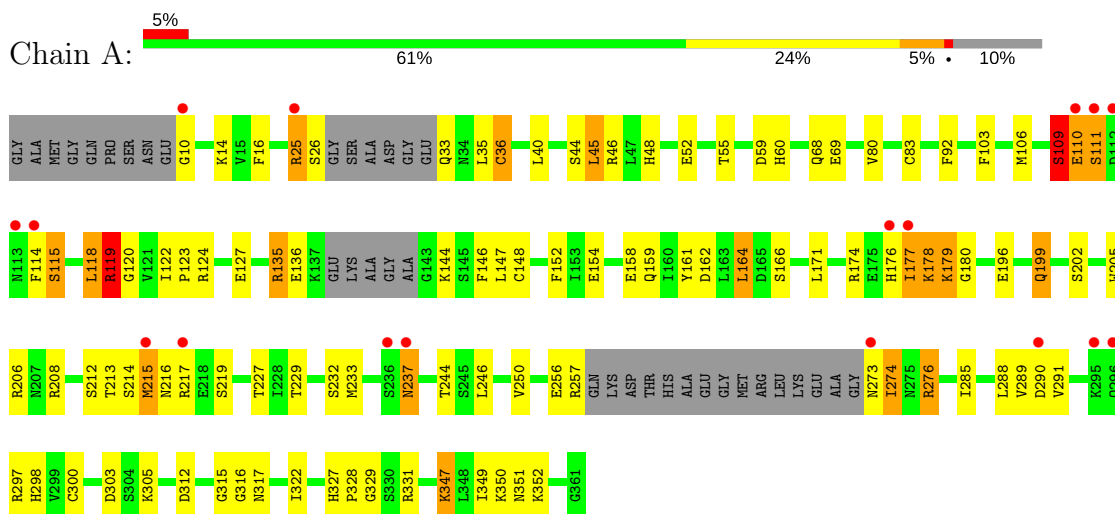 5%
Chain A:
61% 24% 5% • 10%
GLY ALA MET GLY GLN PRO SER ASN GLU G10 K14 V15 F16 R25 S26 GLY SER ALA ASP GLY GLU Q33 N34 L35 C36 L40 S44 L45 R46 L47 H48 E52 T55 D59 H60 Q68 E69 V80 C83 F92 F103 M106 S109 E110 S111
N113 F114 S115 L118 R119 G120 V121 I122 P123 R124 E127 R135 E136 K137 GLU LYS ALA GLY ALA G143 K144 S145 F146 L147 C148 F152 I153 E154 E158 Q159 I160 Y161 D162 L163 L164 D165 S166 L171 R174 E175 H176 I177 K178 K179 G180 E196 Q199 S202
R206 N207 R208 S212 T213 S214 M215 N216 R217 E218 S219 T227 I228 T229 S232 M233 S236 N237 T244 S245 L246 V250 E256 R257 GLN LYS ASP THR HIS ALA GLU GLY MET ARG LEU LYS GLU ALA GLY N273 I274 N275 R276 I285 L288 V289 D290 V291 K295
R297 H298 V299 C300 D303 S304 K305 D312 G315 G316 N317 I322 H327 P328 G329 S330 R331 K347 L348 I349 K350 N351 K352 G361